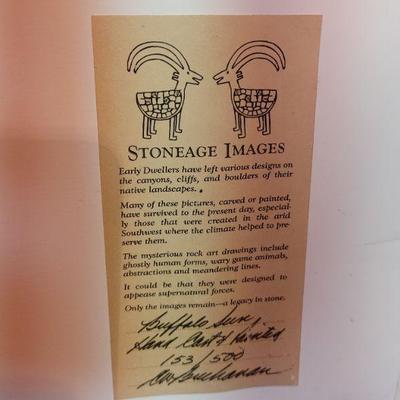 STONEAGE IMAGES
Early Dwellers have left various designs on
the canyons, cliffs, and boulders of their
native landscapes.
Many of these pictures, carved or painted,
have survived to the present day, especial-
ly those that were created in the arid
Southwest where the climate helped to pre-
serve them.
The mysterious rock art drawings include
ghostly human forms, wary game animals,
abstractions and meandering lines.
It could be that they were designed to
appease supernatural forces.
Only the images remain—a legacy in stone.
Buffalo Sun,
Hand Cast & Painted
153/500
Buchanan